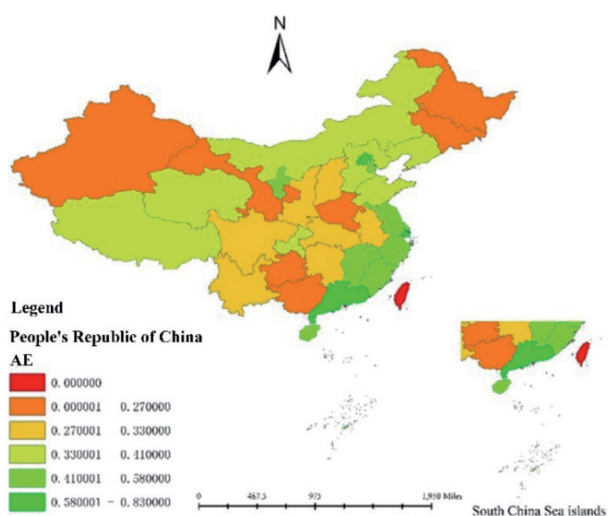 N
Legend
People's Republic of China
AE
0.000000
0.000001 0.270000
0.270001 0.330000
0.330001 0.410000
0.410001 0.580000
0.580001 - 0.830000
0 467.5 975 1,950 Miles
South China Sea islands